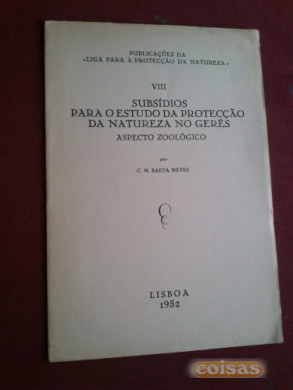 PUBLICAÇÕES DA
«LIGA PARA A PROTECÇÃO DA NATUREZA»
VIII
SUBSÍDIOS
PARA O ESTUDO DA PROTECÇÃO
DA NATUREZA NO GERÊS
ASPECTO ZOOLÓGICO
por
C. M. BAETA NEVES
LISBOA
1952
coisas